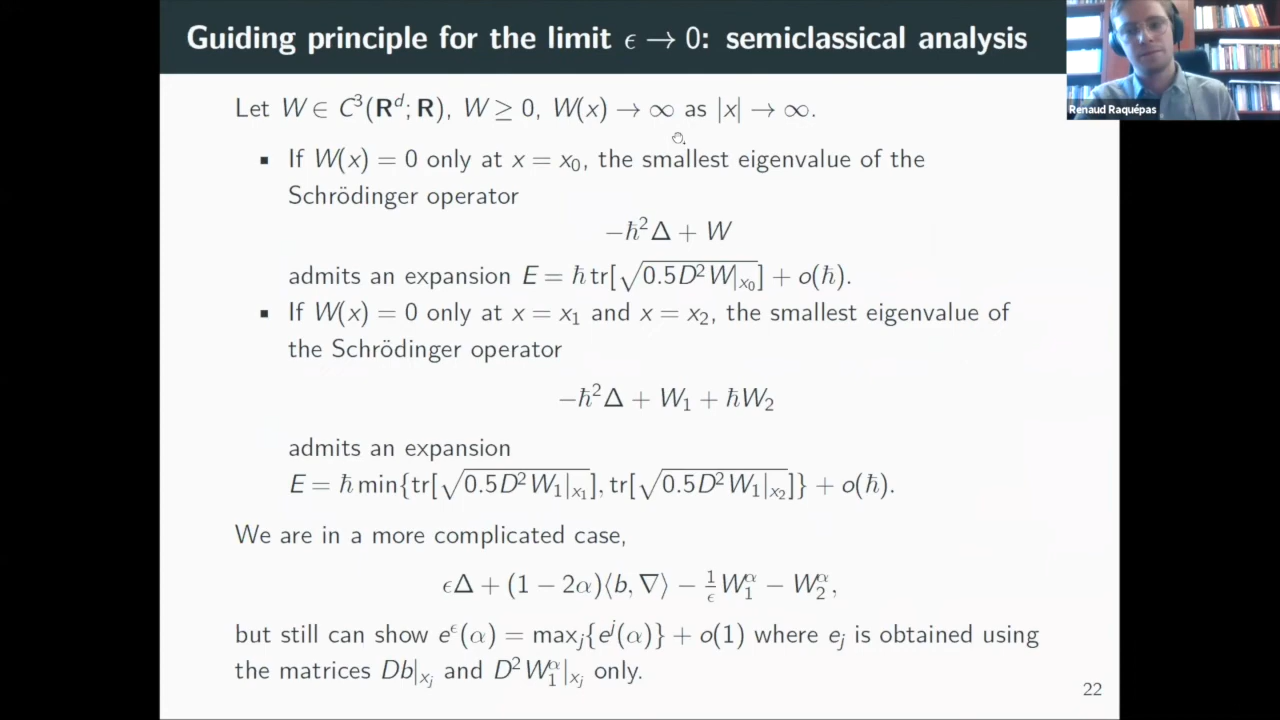 Guiding principle for the limit ϵ → 0: semiclassical analysis
Renaud Raquépas
Let W ∈ C³(Rᵈ; R), W ≥ 0, W(x) → ∞ as |x| → ∞.
▪ If W(x) = 0 only at x = x₀, the smallest eigenvalue of the
Schrödinger operator
−ℏ²Δ + W
admits an expansion E = ℏ tr[√(0.5D²W|ₓ₀)] + o(ℏ).
▪ If W(x) = 0 only at x = x₁ and x = x₂, the smallest eigenvalue of
the Schrödinger operator
−ℏ²Δ + W₁ + ℏW₂
admits an expansion
E = ℏ min{tr[√(0.5D²W₁|ₓ₁)], tr[√(0.5D²W₁|ₓ₂)]} + o(ℏ).
We are in a more complicated case,
ϵΔ + (1 − 2α)⟨b, ∇⟩ − 1/ϵ W₁^α − W₂^α,
but still can show e^ϵ(α) = max_j{e^j(α)} + o(1) where e_j is obtained using
the matrices Db|_{x_j} and D²W₁^α|_{x_j} only.
22